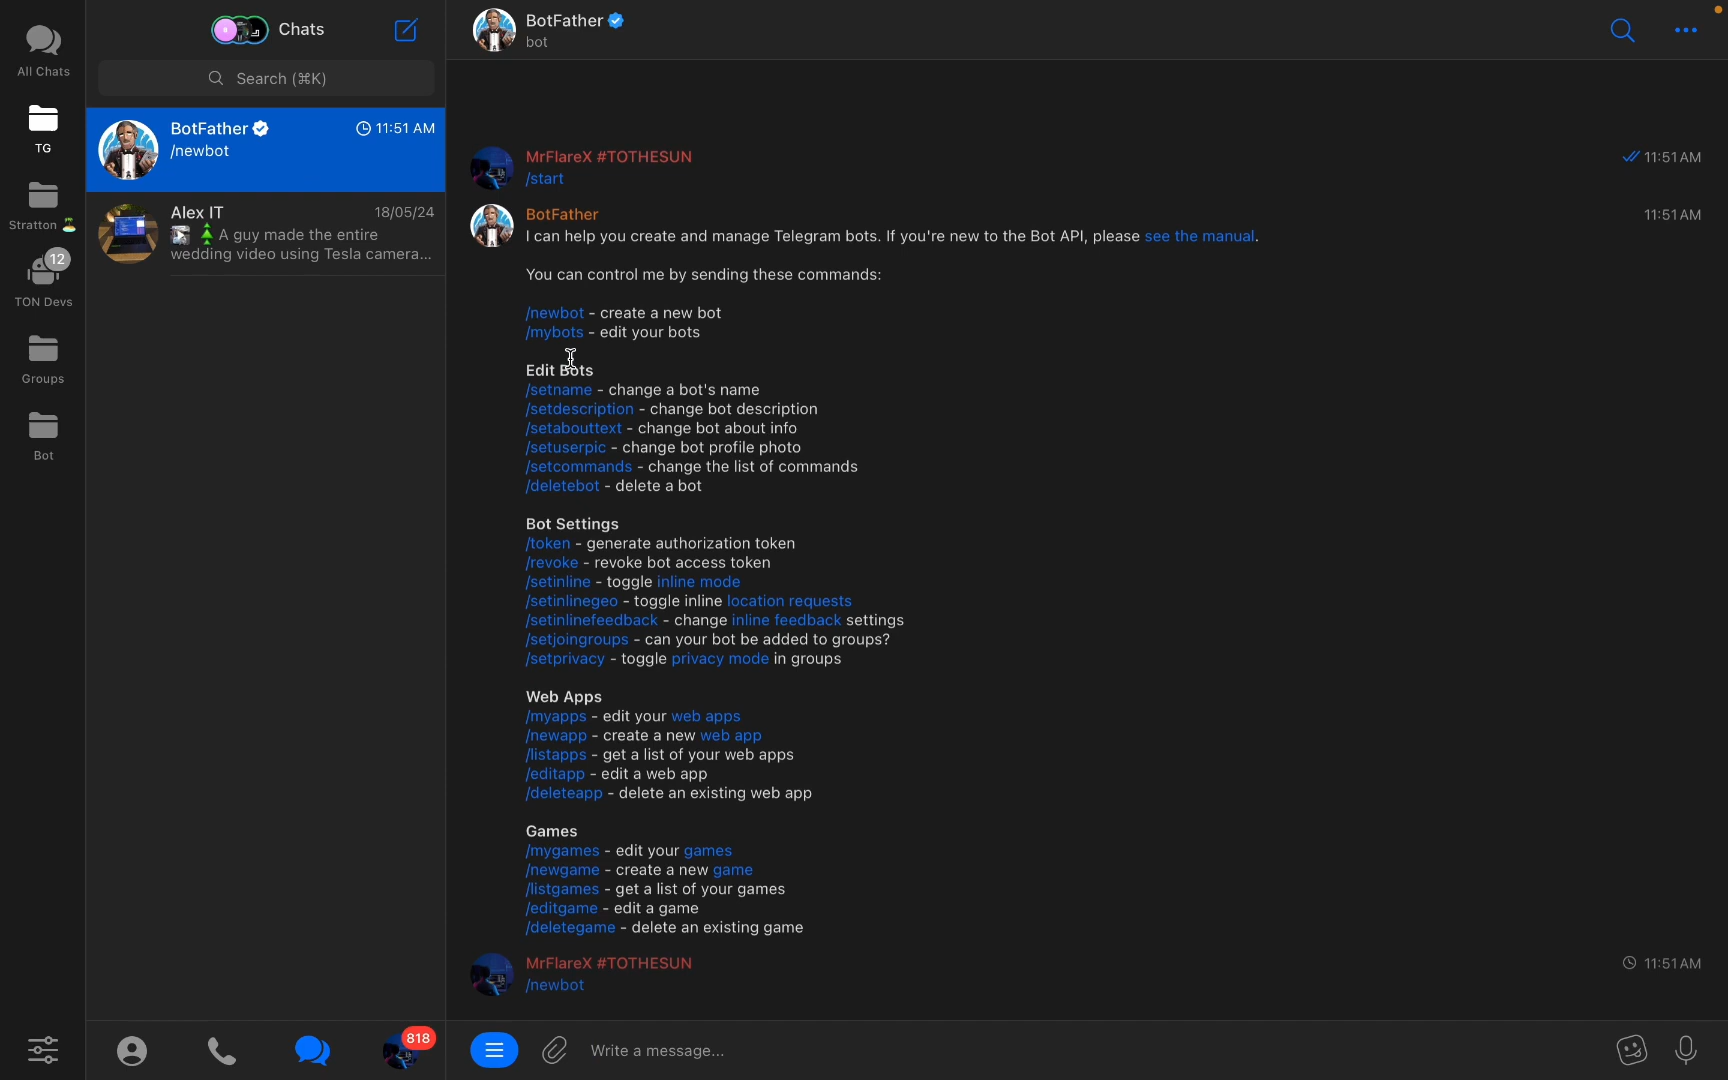 All Chats
TG
Stratton 🏝
12
TON Devs
Groups
Bot
Chats
Search (⌘K)
BotFather
11:51 AM
/newbot
Alex IT
18/05/24
🌲 A guy made the entire
wedding video using Tesla camera...
818
BotFather
bot
MrFlareX #TOTHESUN
11:51 AM
/start
BotFather
11:51 AM
I can help you create and manage Telegram bots. If you're new to the Bot API, please see the manual.
You can control me by sending these commands:
/newbot - create a new bot
/mybots - edit your bots
Edit Bots
/setname - change a bot's name
/setdescription - change bot description
/setabouttext - change bot about info
/setuserpic - change bot profile photo
/setcommands - change the list of commands
/deletebot - delete a bot
Bot Settings
/token - generate authorization token
/revoke - revoke bot access token
/setinline - toggle inline mode
/setinlinegeo - toggle inline location requests
/setinlinefeedback - change inline feedback settings
/setjoingroups - can your bot be added to groups?
/setprivacy - toggle privacy mode in groups
Web Apps
/myapps - edit your web apps
/newapp - create a new web app
/listapps - get a list of your web apps
/editapp - edit a web app
/deleteapp - delete an existing web app
Games
/mygames - edit your games
/newgame - create a new game
/listgames - get a list of your games
/editgame - edit a game
/deletegame - delete an existing game
MrFlareX #TOTHESUN
11:51 AM
/newbot
Write a message...